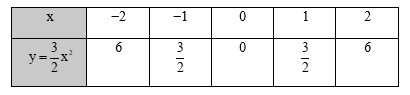 x −2 −1 0 1 2
y = 3/2 x² 6 3/2 0 3/2 6